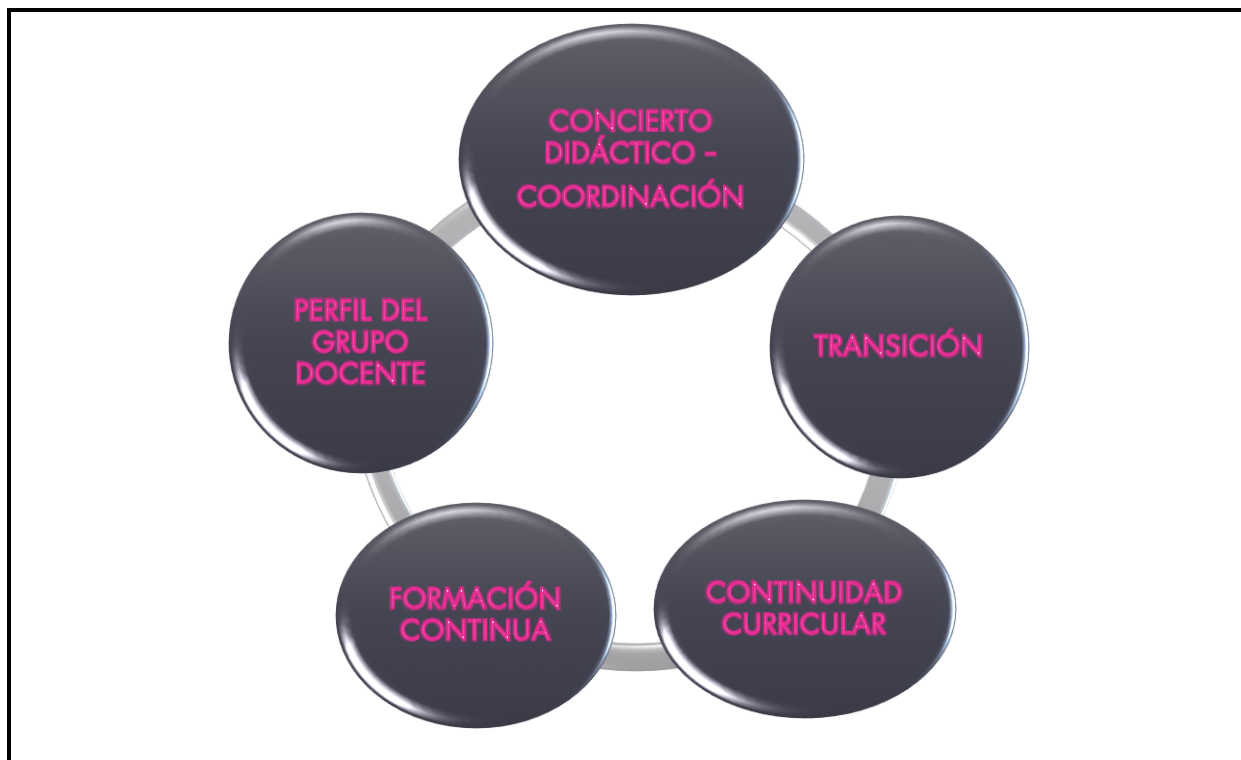 CONCIERTO
DIDÁCTICO –
COORDINACIÓN
TRANSICIÓN
CONTINUIDAD
CURRICULAR
FORMACIÓN
CONTINUA
PERFIL DEL
GRUPO
DOCENTE